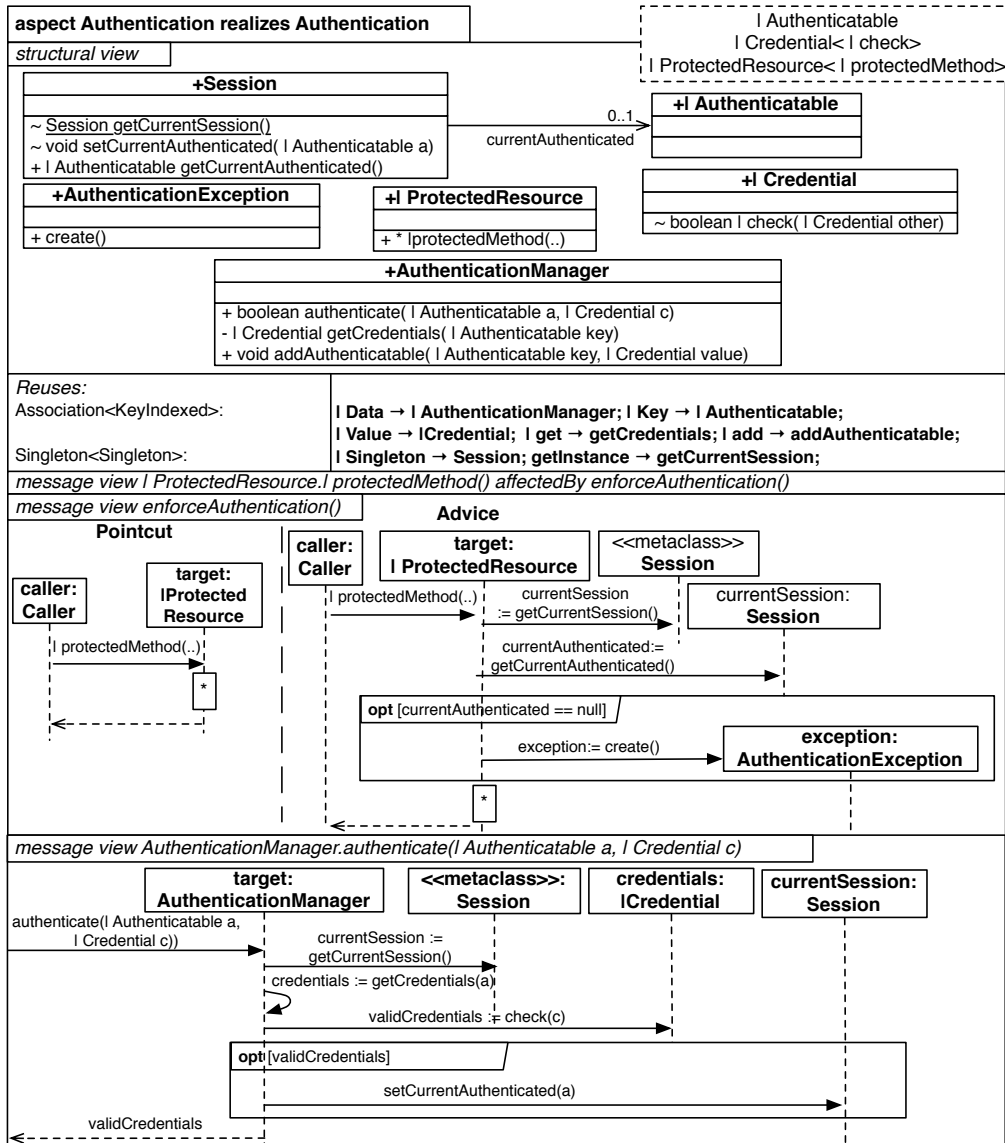 aspect Authentication realizes Authentication
structural view
| Authenticatable
| Credential< | check>
| ProtectedResource< | protectedMethod>
+Session
~ Session getCurrentSession()
~ void setCurrentAuthenticated( | Authenticatable a)
+ | Authenticatable getCurrentAuthenticated()
0..1
currentAuthenticated
+| Authenticatable
+AuthenticationException
+ create()
+| ProtectedResource
+ * |protectedMethod(..)
+| Credential
~ boolean | check( | Credential other)
+AuthenticationManager
+ boolean authenticate( | Authenticatable a, | Credential c)
- | Credential getCredentials( | Authenticatable key)
+ void addAuthenticatable( | Authenticatable key, | Credential value)
Reuses:
Association<KeyIndexed>:
| Data → | AuthenticationManager; | Key → | Authenticatable;
| Value → |Credential; | get → getCredentials; | add → addAuthenticatable;
Singleton<Singleton>:
| Singleton → Session; getInstance → getCurrentSession;
message view | ProtectedResource.| protectedMethod() affectedBy enforceAuthentication()
message view enforceAuthentication()
Pointcut
caller:
Caller
target:
|Protected
Resource
| protectedMethod(..)
*
Advice
caller:
Caller
target:
| ProtectedResource
<<metaclass>>
Session
| protectedMethod(..)
currentSession
:= getCurrentSession()
currentSession:
Session
currentAuthenticated:=
getCurrentAuthenticated()
opt [currentAuthenticated == null]
exception:= create()
exception:
AuthenticationException
*
message view AuthenticationManager.authenticate(| Authenticatable a, | Credential c)
target:
AuthenticationManager
<<metaclass>>:
Session
credentials:
|Credential
currentSession:
Session
authenticate(| Authenticatable a,
| Credential c))
currentSession :=
getCurrentSession()
credentials := getCredentials(a)
validCredentials := check(c)
opt [validCredentials]
setCurrentAuthenticated(a)
validCredentials